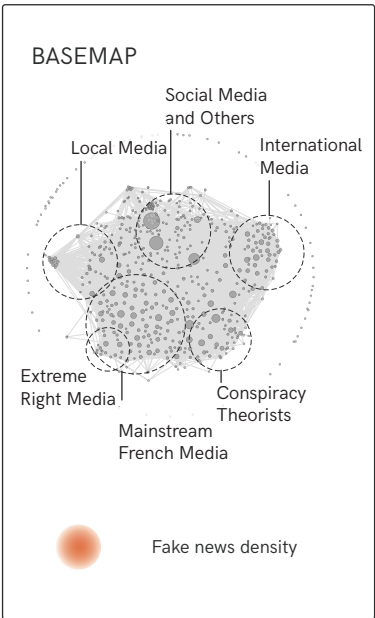 BASEMAP
Social Media
and Others
Local Media
International
Media
Extreme
Right Media
Conspiracy
Theorists
Mainstream
French Media
Fake news density